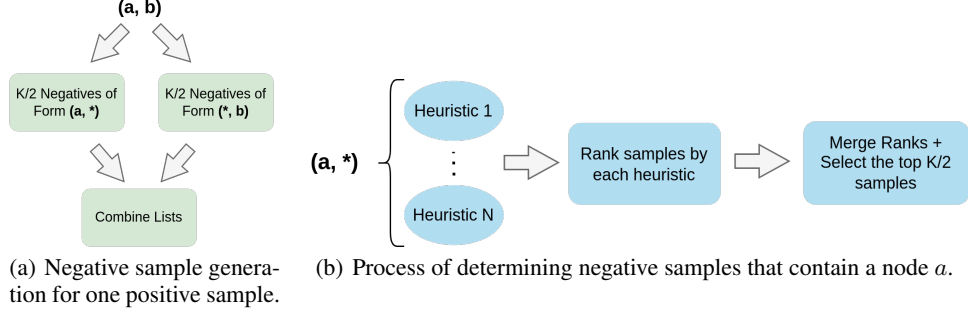 (a, b)
K/2 Negatives of
Form (a, *)
K/2 Negatives of
Form (*, b)
Combine Lists
(a) Negative sample genera-
tion for one positive sample.
(a, *)
Heuristic 1
⋮
Heuristic N
Rank samples by
each heuristic
Merge Ranks +
Select the top K/2
samples
(b) Process of determining negative samples that contain a node a.